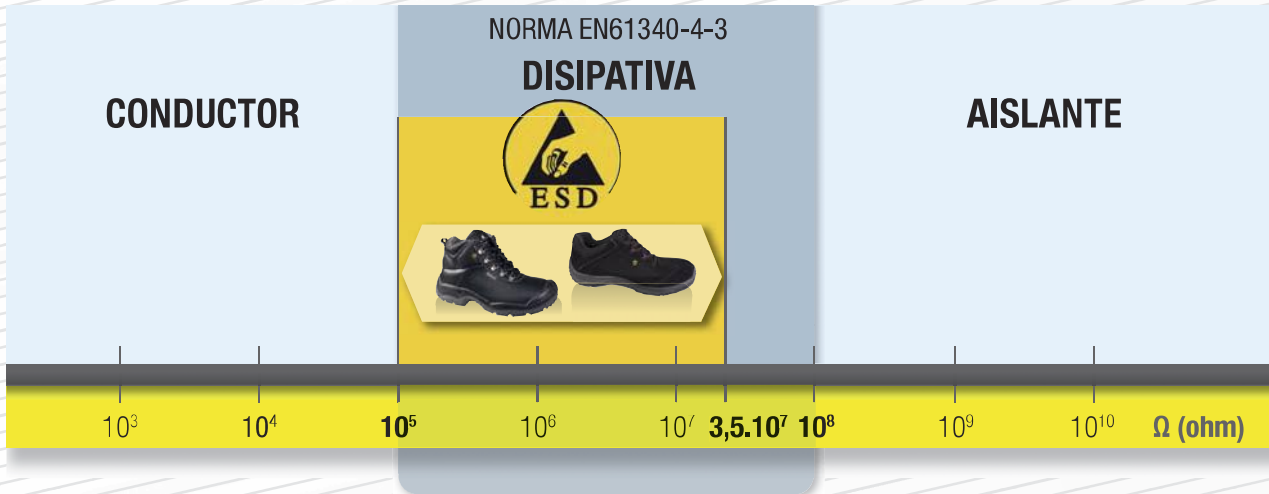 NORMA EN61340-4-3
DISIPATIVA
CONDUCTOR
AISLANTE
ESD
10³ 10⁴ 10⁵ 10⁶ 10⁷ 3,5.10⁷ 10⁸ 10⁹ 10¹⁰ Ω (ohm)